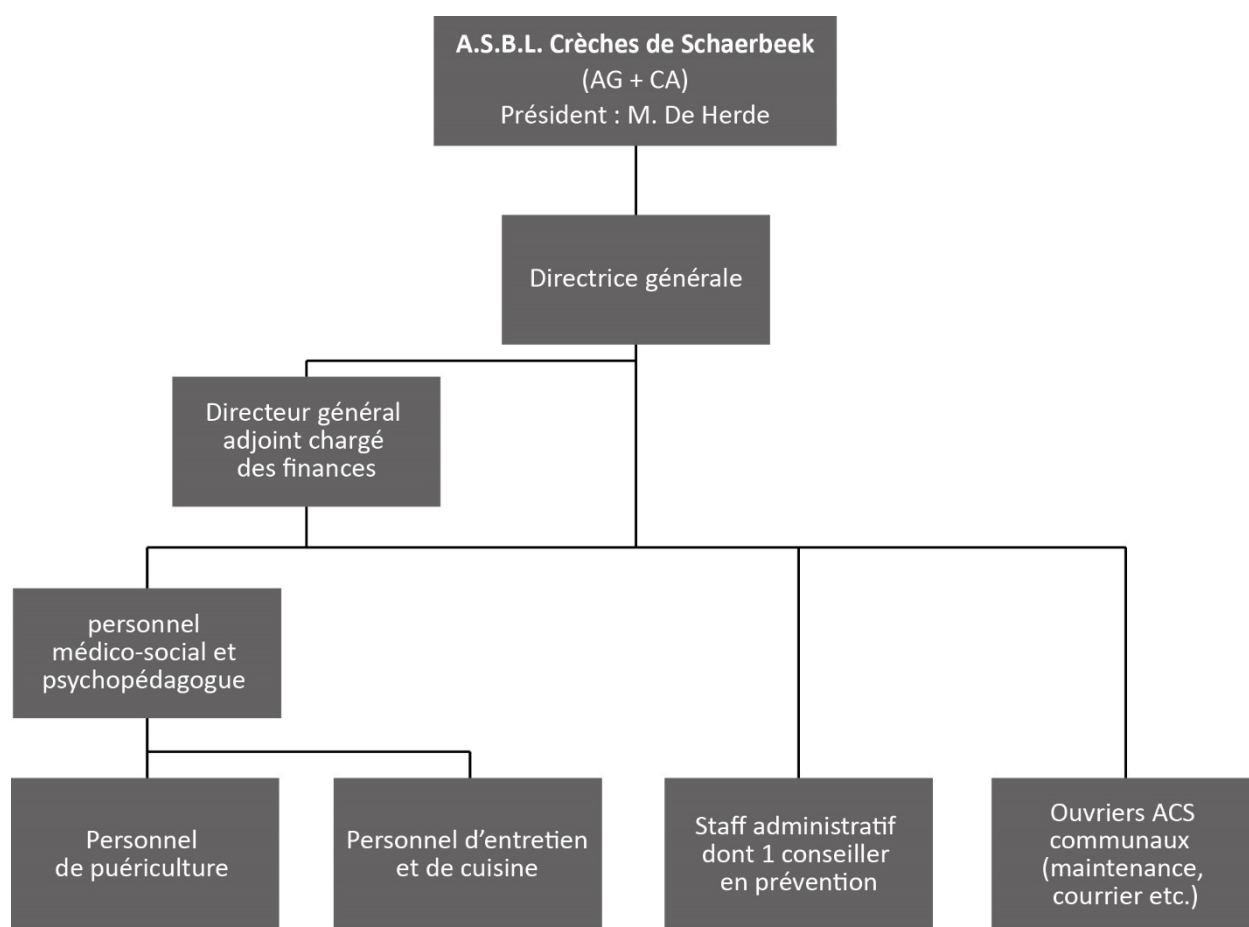 A.S.B.L. Crèches de Schaerbeek
(AG + CA)
Président : M. De Herde
Directrice générale
Directeur général
adjoint chargé
des finances
personnel
médico-social et
psychopédagogue
Personnel
de puériculture
Personnel d’entretien
et de cuisine
Staff administratif
dont 1 conseiller
en prévention
Ouvriers ACS
communaux
(maintenance,
courrier etc.)